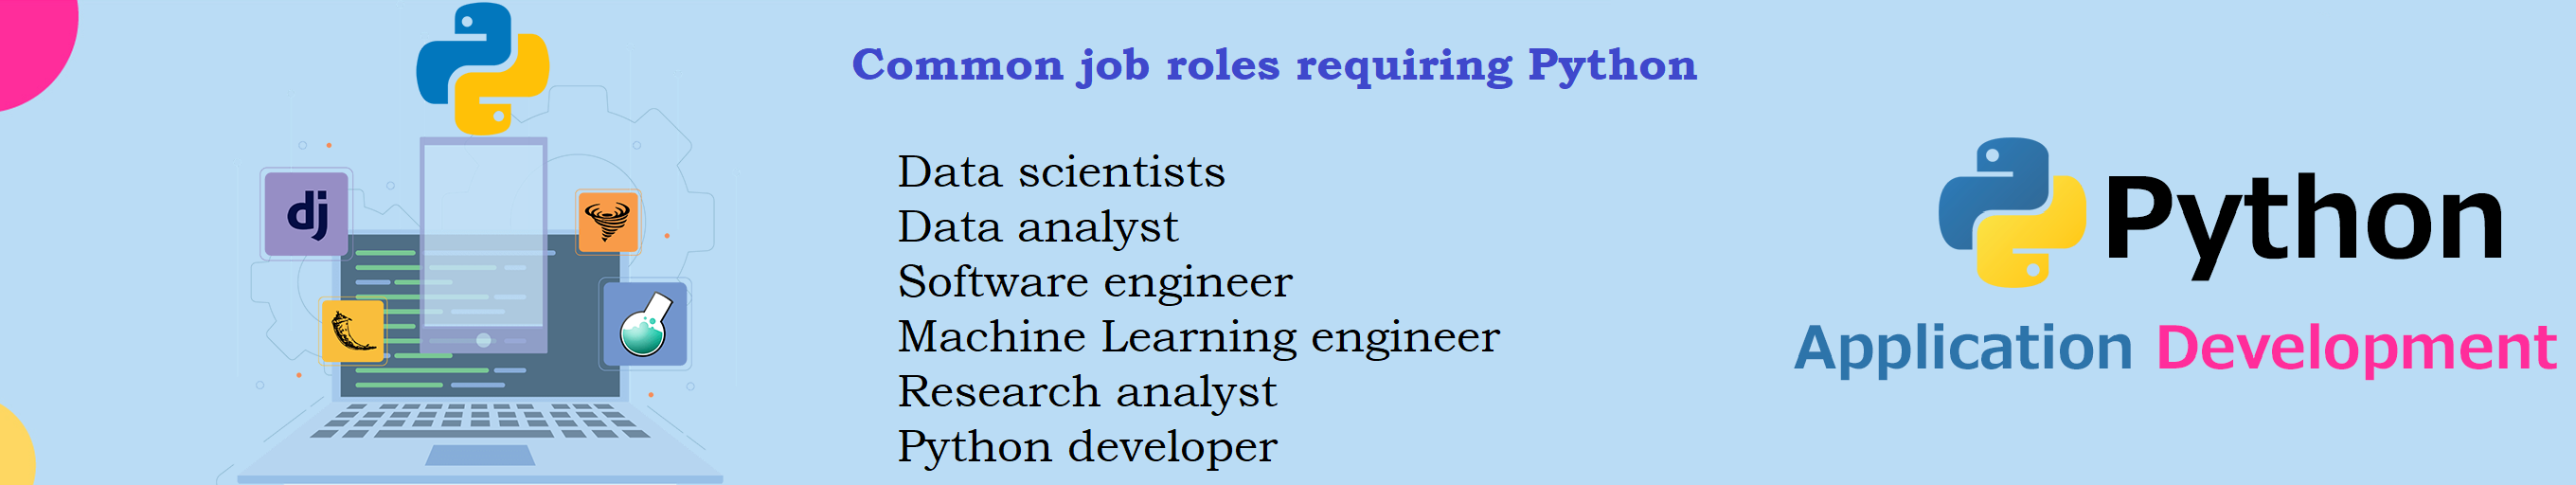 dj
Common job roles requiring Python
Data scientists
Data analyst
Software engineer
Machine Learning engineer
Research analyst
Python developer
Python
Application Development